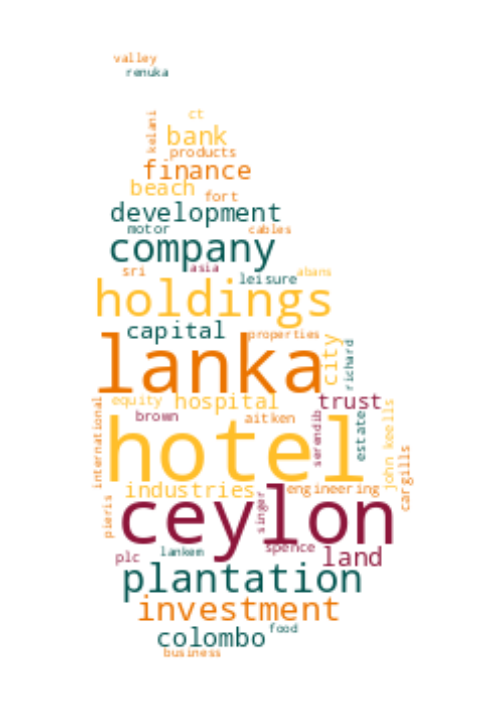 valley
renuka
ct
kelani
bank
products
finance
beach
fort
development
motor
cables
company
sri
asia
leisure
abans
holdings
capital
properties
lanka
city
richard
equity
hospital
trust
international
brown
aitken
serendib
estate
john keells
cargills
hotel
industries
engineering
pieris
singer
ceylon
plc
lankem
spence
land
plantation
investment
colombo
food
business